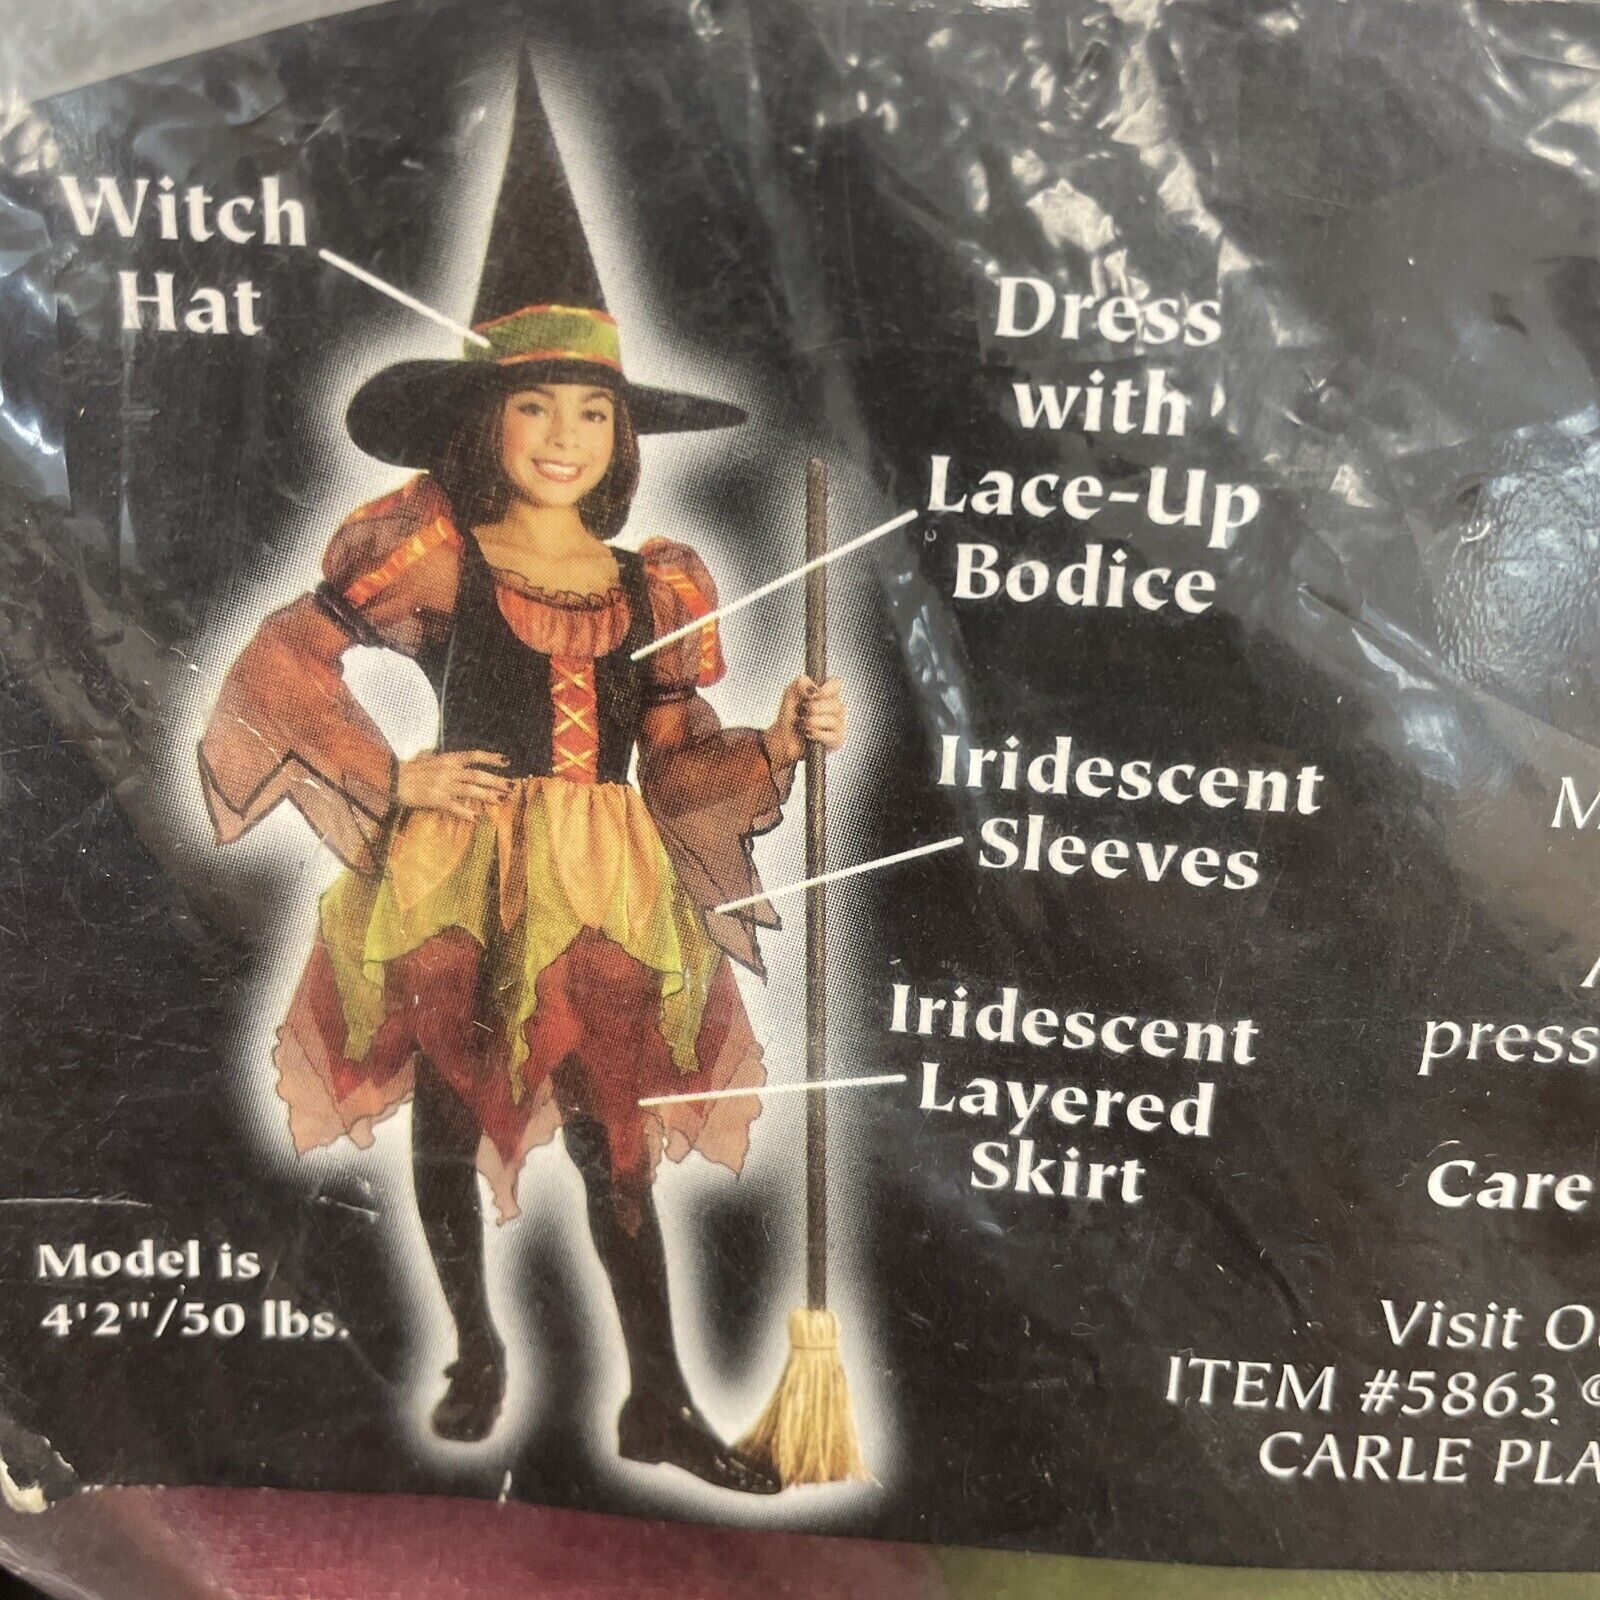 Witch
Hat
Dress
with
Lace-Up
Bodice
Iridescent
Sleeves
Iridescent
Layered
Skirt
Model is
4'2"/50 lbs.
press
Care
Visit
ITEM #5863 ©
CARLE